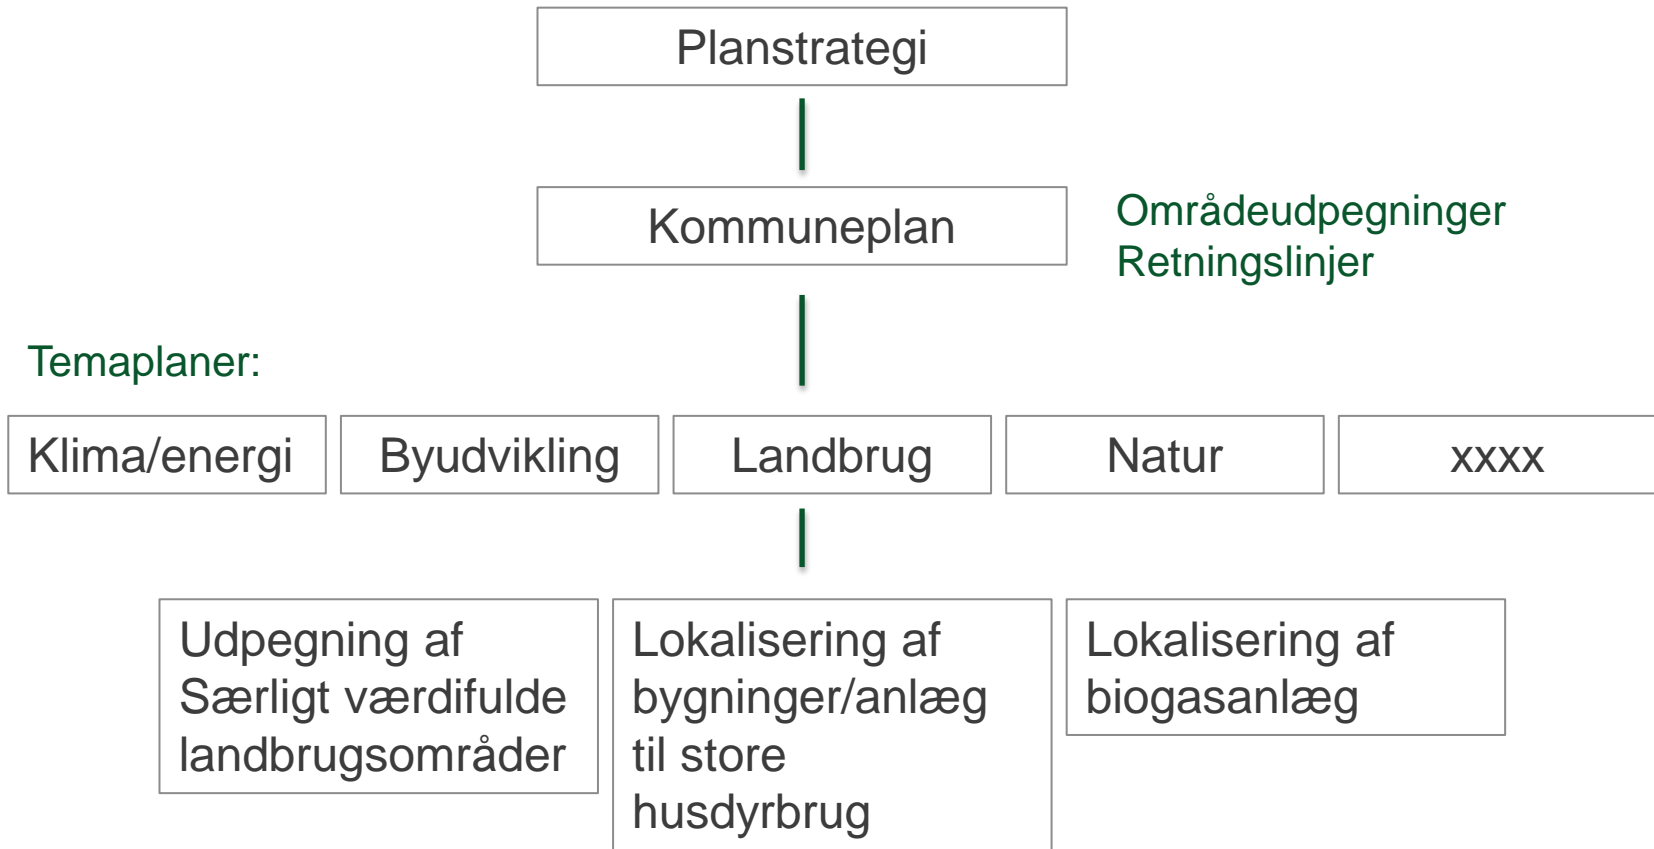 Planstrategi
Kommuneplan
Områdeudpegninger
Retningslinjer
Temaplaner:
Klima/energi
Byudvikling
Landbrug
Natur
xxxx
Udpegning af
Særligt værdifulde
landbrugsområder
Lokalisering af
bygninger/anlæg
til store
husdyrbrug
Lokalisering af
biogasanlæg